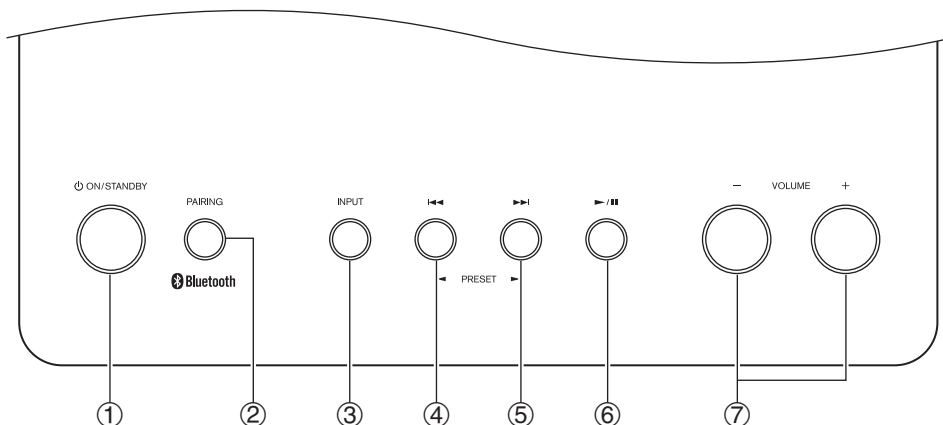 ⏻ ON/STANDBY
PAIRING
INPUT
⏮
⏭
►/⏸
− VOLUME +
Bluetooth
◄ PRESET ►
① ② ③ ④ ⑤ ⑥ ⑦